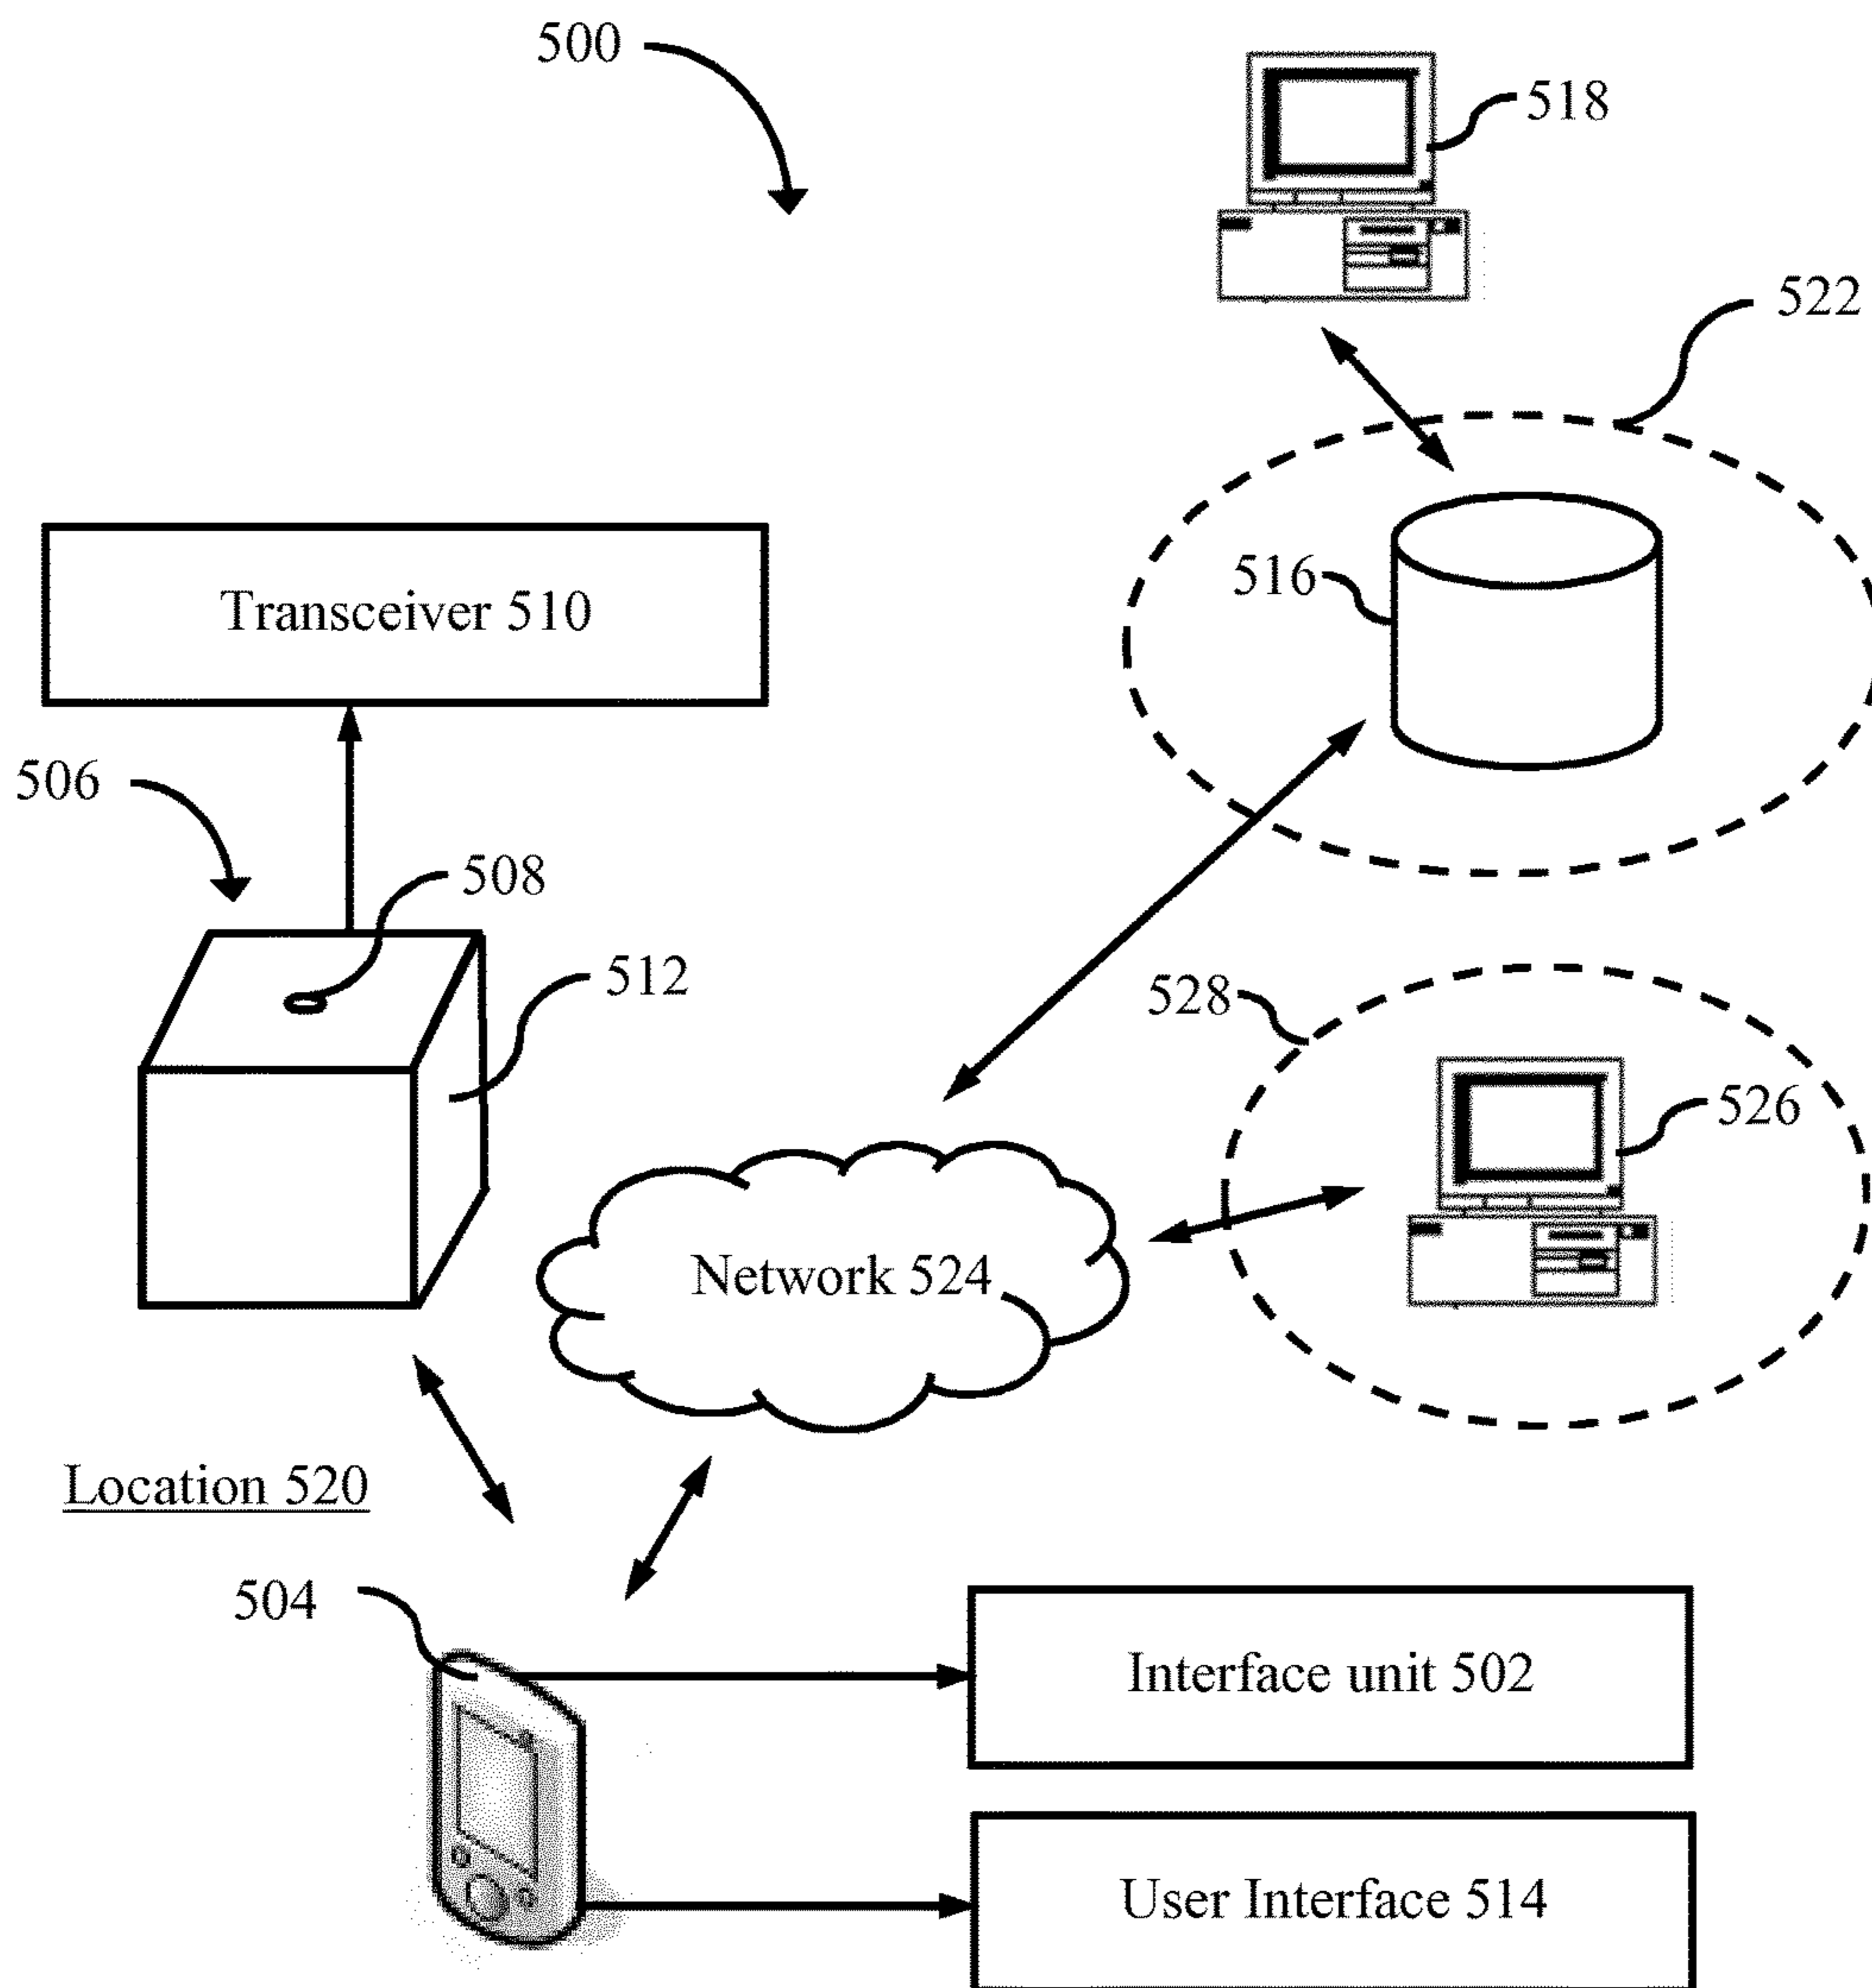 500
518
522
Transceiver 510
516
506
508
512
528
526
Network 524
Location 520
504
Interface unit 502
User Interface 514